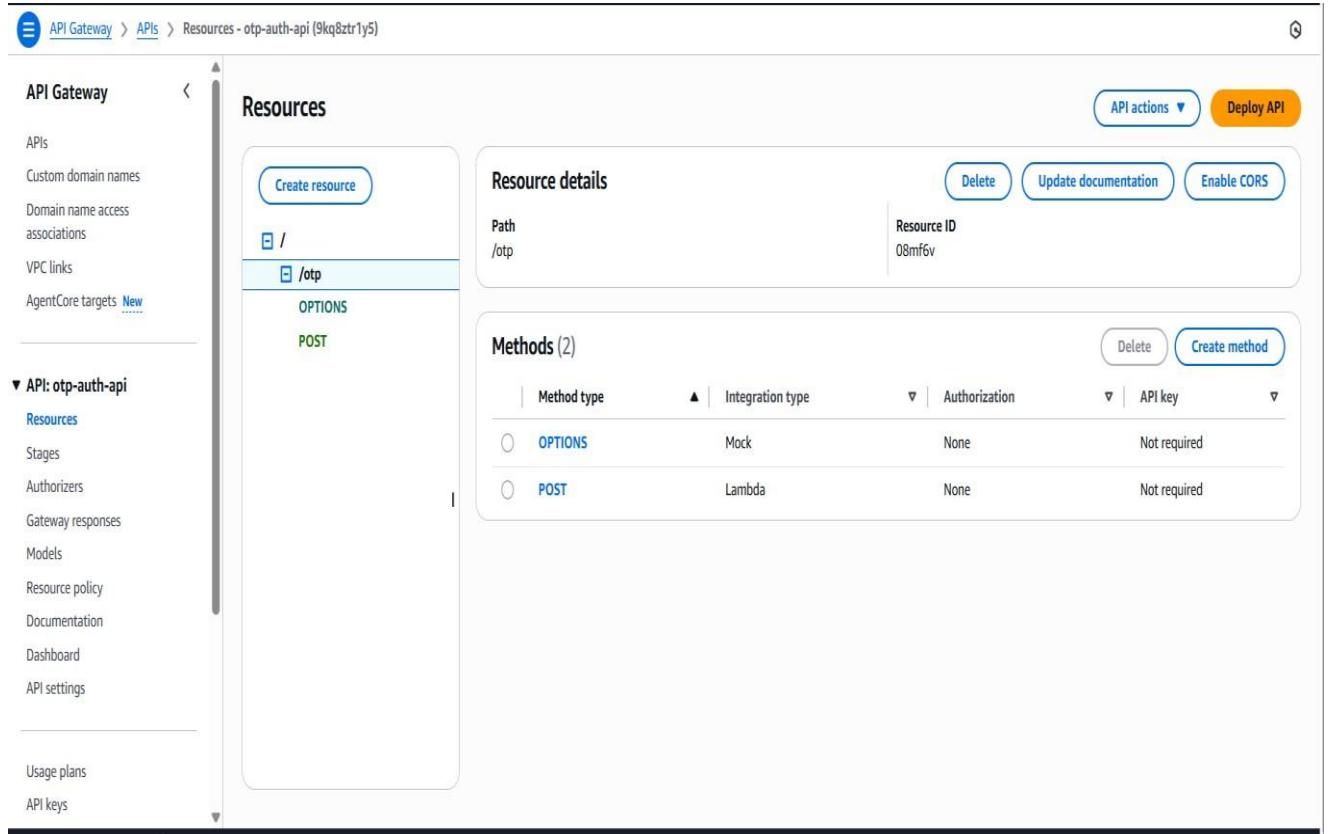 API Gateway > APIs > Resources - otp-auth-api (9kq8ztr1y5)
API Gateway
APIs
Custom domain names
Domain name access
associations
VPC links
AgentCore targets New
API: otp-auth-api
Resources
Stages
Authorizers
Gateway responses
Models
Resource policy
Documentation
Dashboard
API settings
Usage plans
API keys
Resources
API actions
Deploy API
Create resource
/
/otp
OPTIONS
POST
Resource details
Delete
Update documentation
Enable CORS
Path
/otp
Resource ID
08mf6v
Methods (2)
Delete
Create method
Method type Integration type Authorization API key
OPTIONS Mock None Not required
POST Lambda None Not required